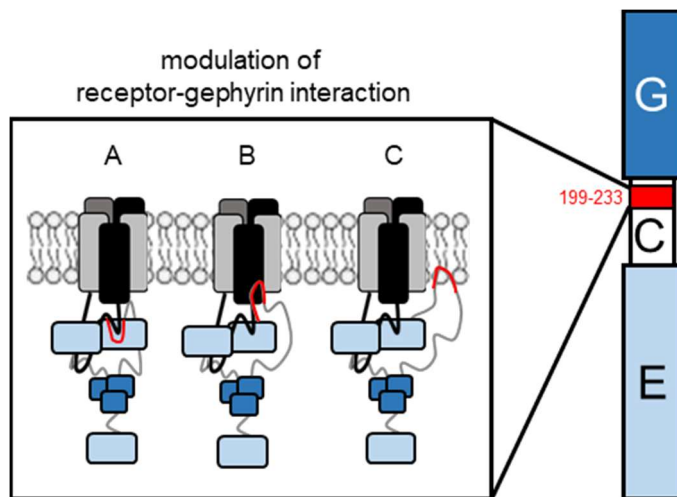 modulation of
receptor-gephyrin interaction
A B C
G
199-233
C
E